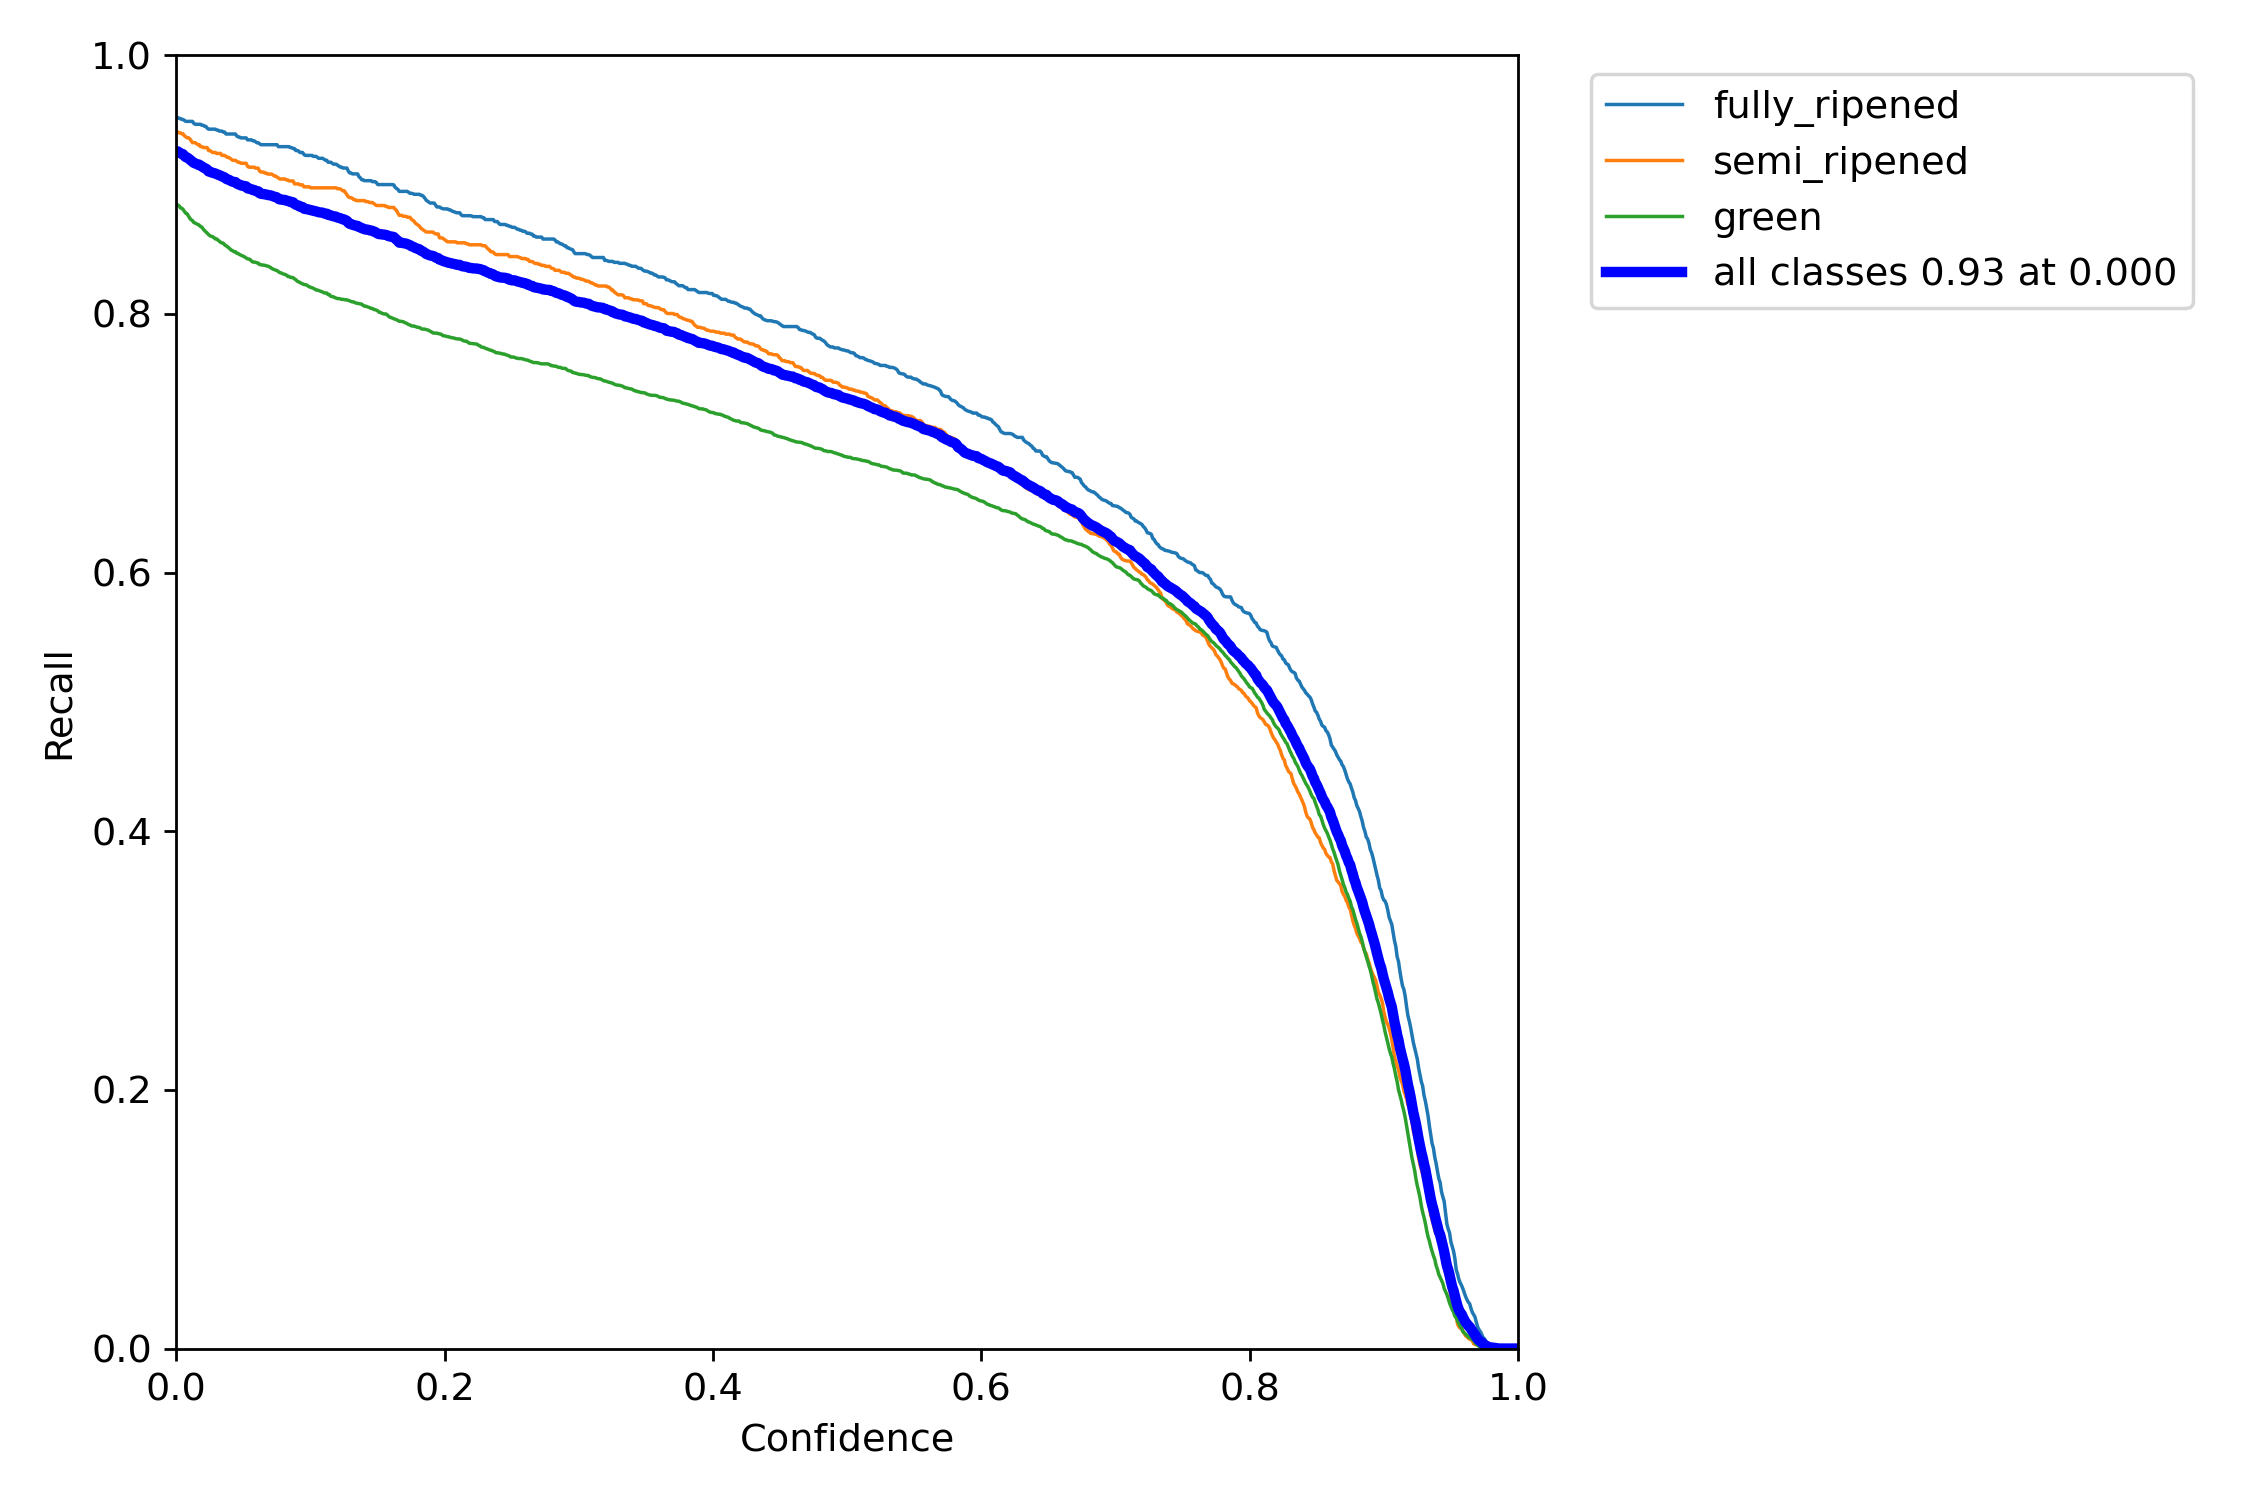 1.0
0.8
0.6
0.4
0.2
0.0
Recall
0.0 0.2 0.4 0.6 0.8 1.0
Confidence
fully_ripened
semi_ripened
green
all classes 0.93 at 0.000